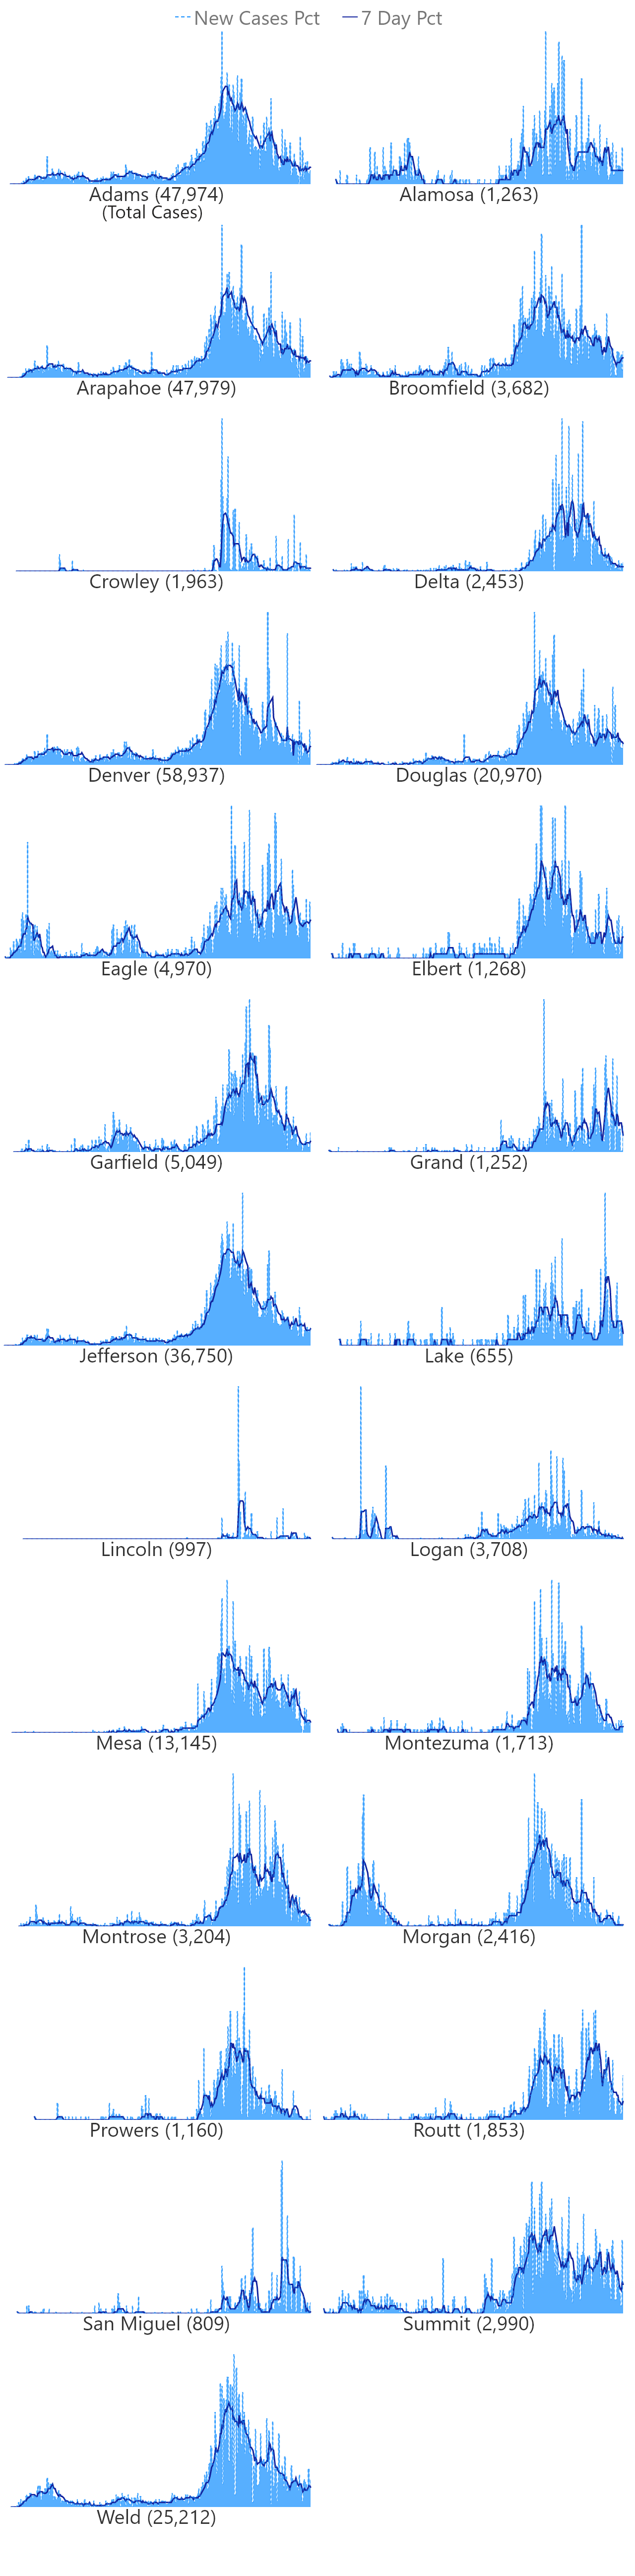 New Cases Pct 7 Day Pct
Adams (47,974) Alamosa (1,263)
(Total Cases)
Arapahoe (47,979) Broomfield (3,682)
Crowley (1,963) Delta (2,453)
Denver (58,937) Douglas (20,970)
Eagle (4,970) Elbert (1,268)
Garfield (5,049) Grand (1,252)
Jefferson (36,750) Lake (655)
Lincoln (997) Logan (3,708)
Mesa (13,145) Montezuma (1,713)
Montrose (3,204) Morgan (2,416)
Prowers (1,160) Routt (1,853)
San Miguel (809) Summit (2,990)
Weld (25,212)